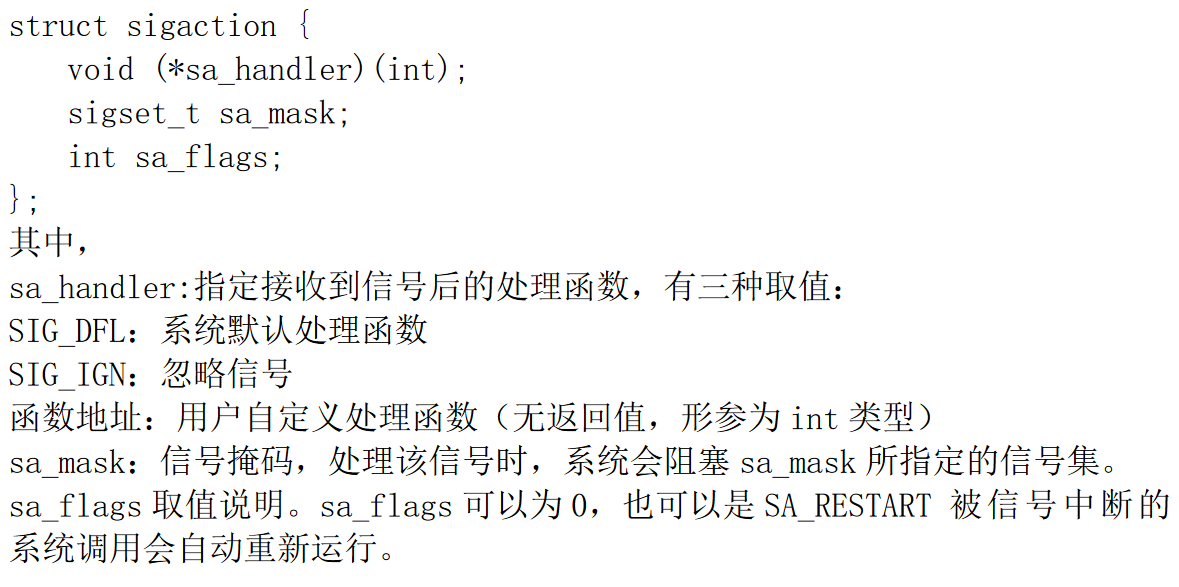 struct sigaction {
void (*sa_handler)(int);
sigset_t sa_mask;
int sa_flags;
};
其中，
sa_handler:指定接收到信号后的处理函数，有三种取值：
SIG_DFL：系统默认处理函数
SIG_IGN：忽略信号
函数地址：用户自定义处理函数（无返回值，形参为 int 类型）
sa_mask：信号掩码，处理该信号时，系统会阻塞 sa_mask 所指定的信号集。
sa_flags 取值说明。sa_flags 可以为 0，也可以是 SA_RESTART 被信号中断的
系统调用会自动重新运行。